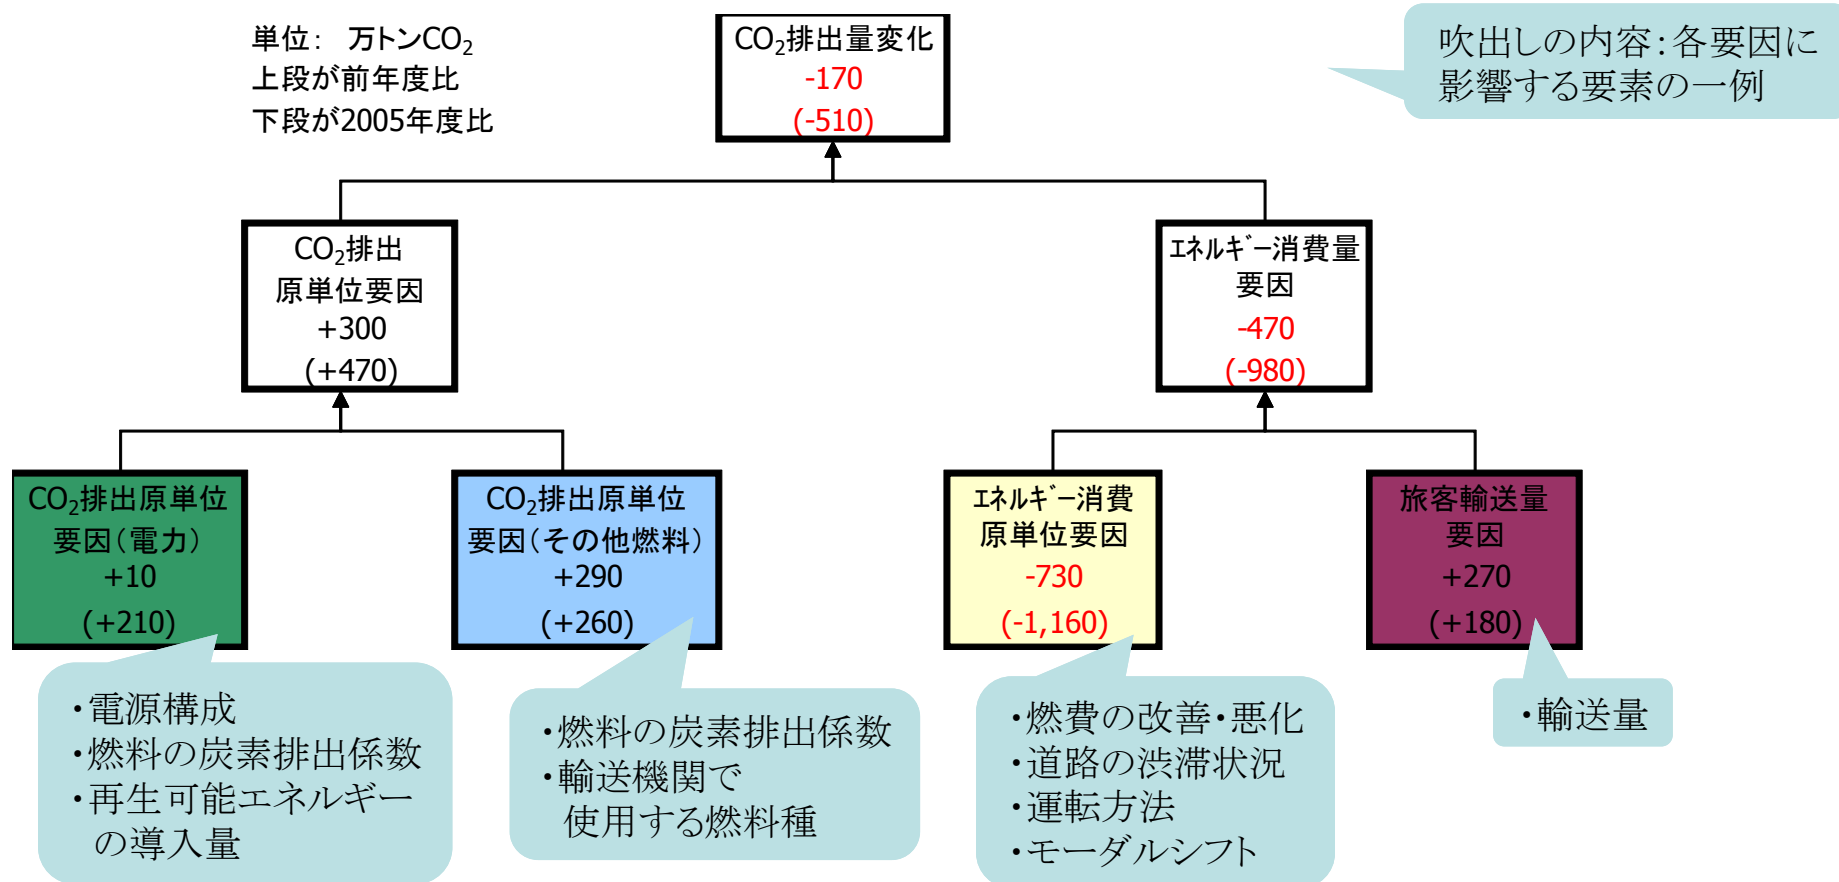 単位： 万トンCO₂
上段が前年度比
下段が2005年度比
CO₂排出量変化
-170
(-510)
吹出しの内容：各要因に
影響する要素の一例
CO₂排出
原単位要因
+300
(+470)
ｴﾈﾙｷﾞｰ消費量
要因
-470
(-980)
CO₂排出原単位
要因（電力）
+10
(+210)
CO₂排出原単位
要因（その他燃料）
+290
(+260)
ｴﾈﾙｷﾞｰ消費
原単位要因
-730
(-1,160)
旅客輸送量
要因
+270
(+180)
・電源構成
・燃料の炭素排出係数
・再生可能エネルギー
の導入量
・燃料の炭素排出係数
・輸送機関で
使用する燃料種
・燃費の改善・悪化
・道路の渋滞状況
・運転方法
・モーダルシフト
・輸送量